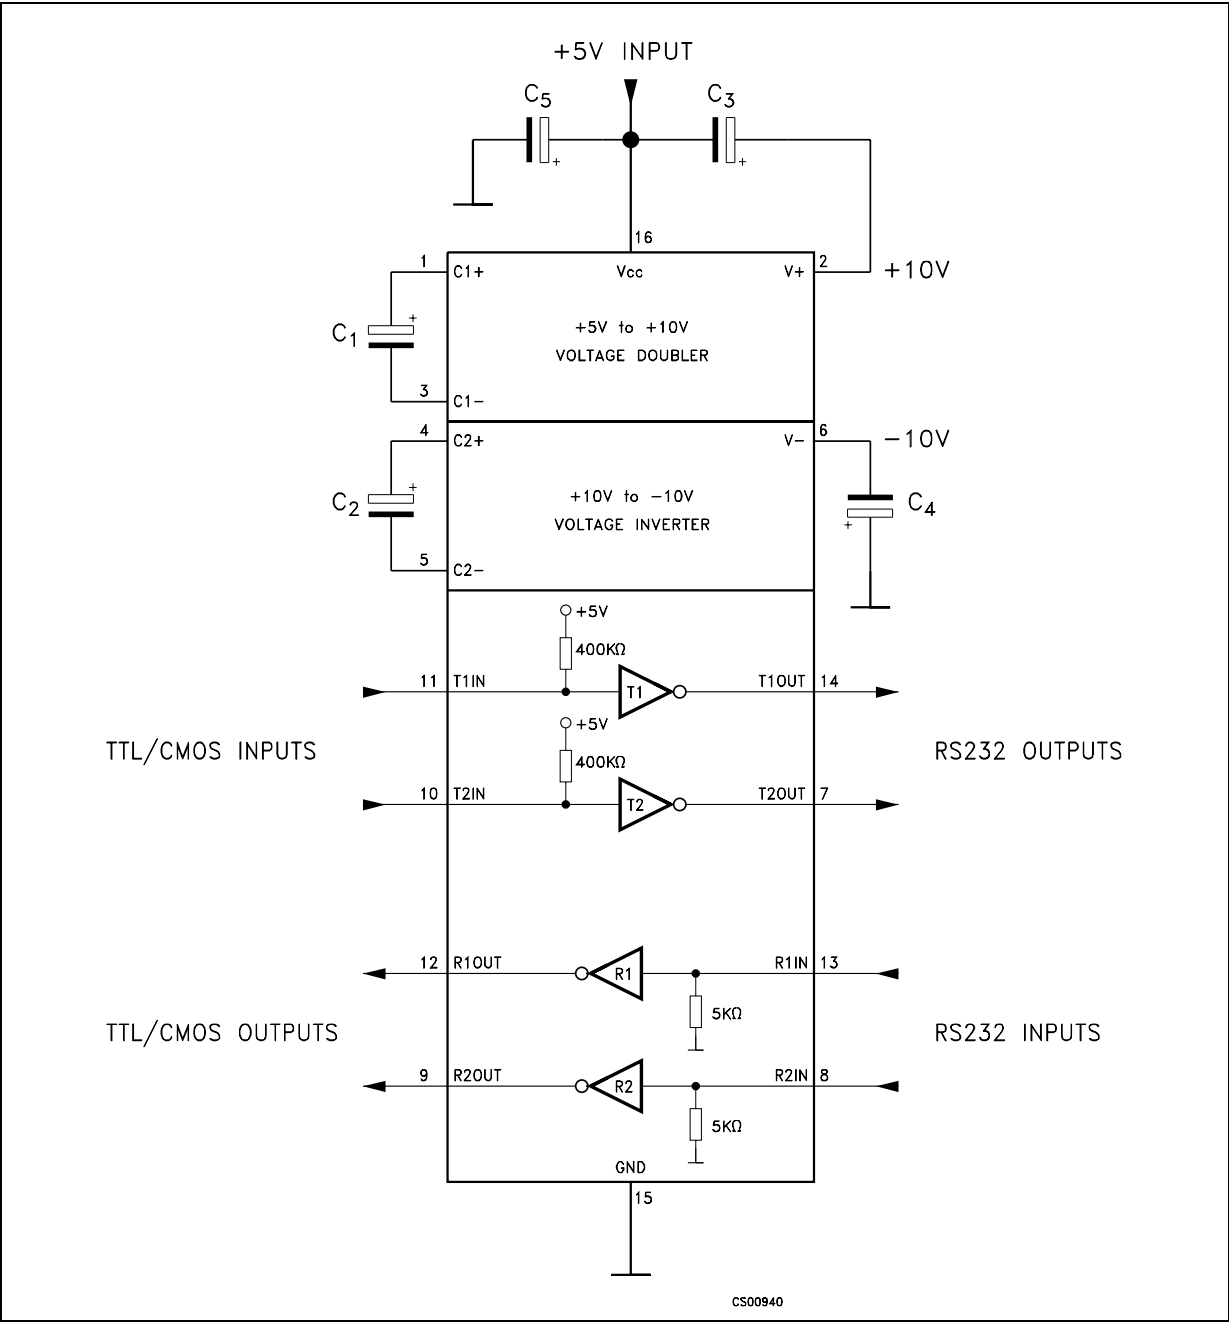 +5V INPUT
C5
C3
+
+
16
1
C1+
Vcc
V+
2
+10V
+
C1
+5V to +10V
VOLTAGE DOUBLER
3
C1-
4
C2+
V-
6
-10V
+
C2
+10V to -10V
VOLTAGE INVERTER
C4
+
5
C2-
+5V
400KΩ
11
T1IN
T1
T1OUT
14
+5V
TTL/CMOS INPUTS
RS232 OUTPUTS
400KΩ
10
T2IN
T2
T2OUT
7
12
R1OUT
R1
R1IN
13
5KΩ
TTL/CMOS OUTPUTS
RS232 INPUTS
9
R2OUT
R2
R2IN
8
5KΩ
GND
15
CS00940